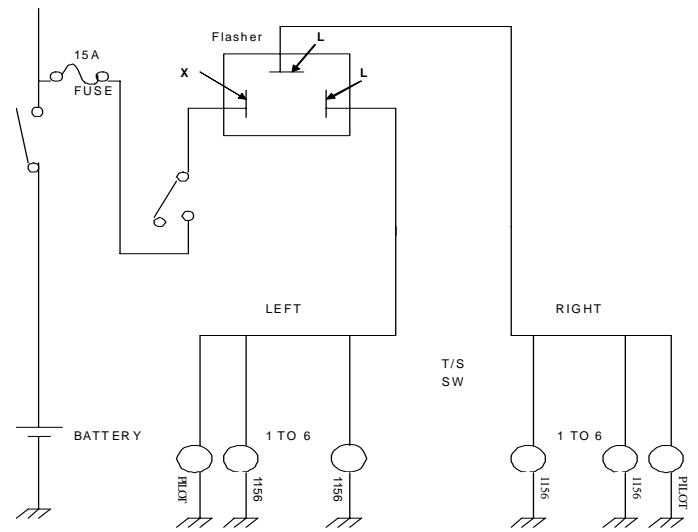 Flasher
L
15A
FUSE
X
L
LEFT
RIGHT
T/S
SW
BATTERY
1 TO 6
1 TO 6
PILOT
1156
1156
1156
1156
PILOT